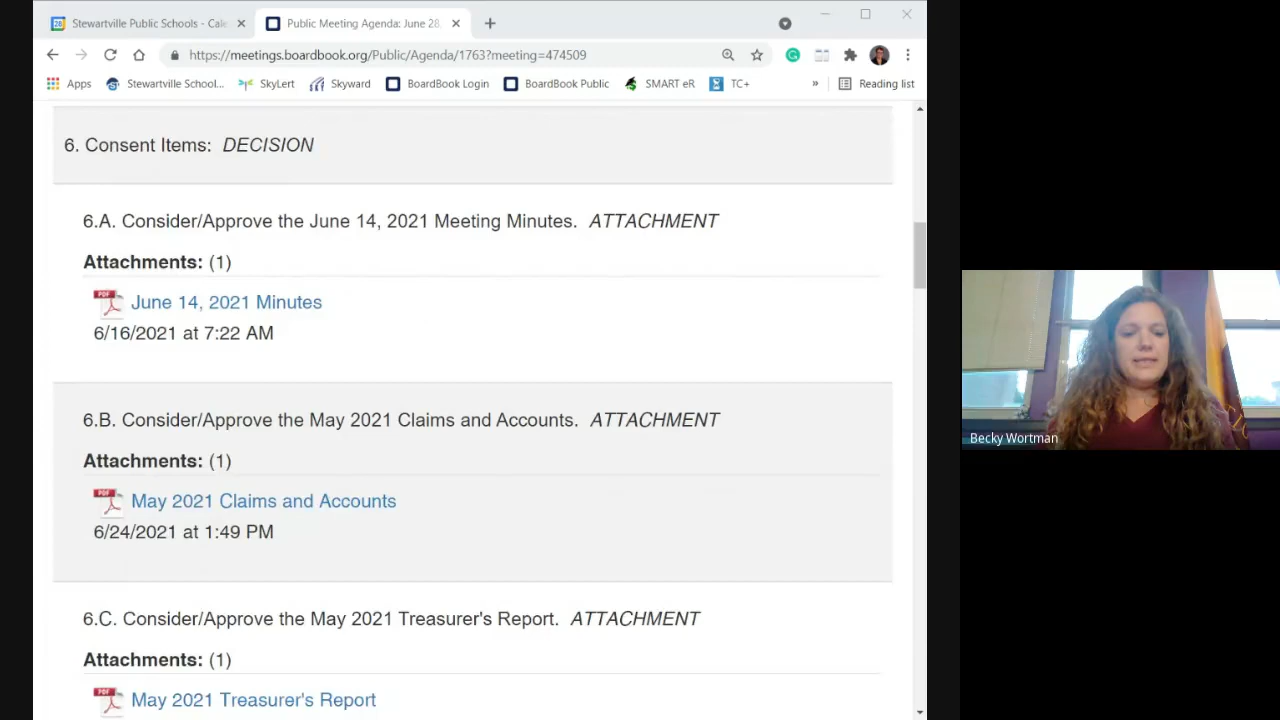 Stewartville Public Schools - Cale
Public Meeting Agenda: June 28,
https://meetings.boardbook.org/Public/Agenda/1763?meeting=474509
Apps
Stewartville School...
SkyLert
Skyward
BoardBook Login
BoardBook Public
SMART eR
TC+
»
Reading list
6. Consent Items: DECISION
6.A. Consider/Approve the June 14, 2021 Meeting Minutes. ATTACHMENT
Attachments: (1)
June 14, 2021 Minutes
6/16/2021 at 7:22 AM
6.B. Consider/Approve the May 2021 Claims and Accounts. ATTACHMENT
Attachments: (1)
May 2021 Claims and Accounts
6/24/2021 at 1:49 PM
6.C. Consider/Approve the May 2021 Treasurer's Report. ATTACHMENT
Attachments: (1)
May 2021 Treasurer's Report
Becky Wortman